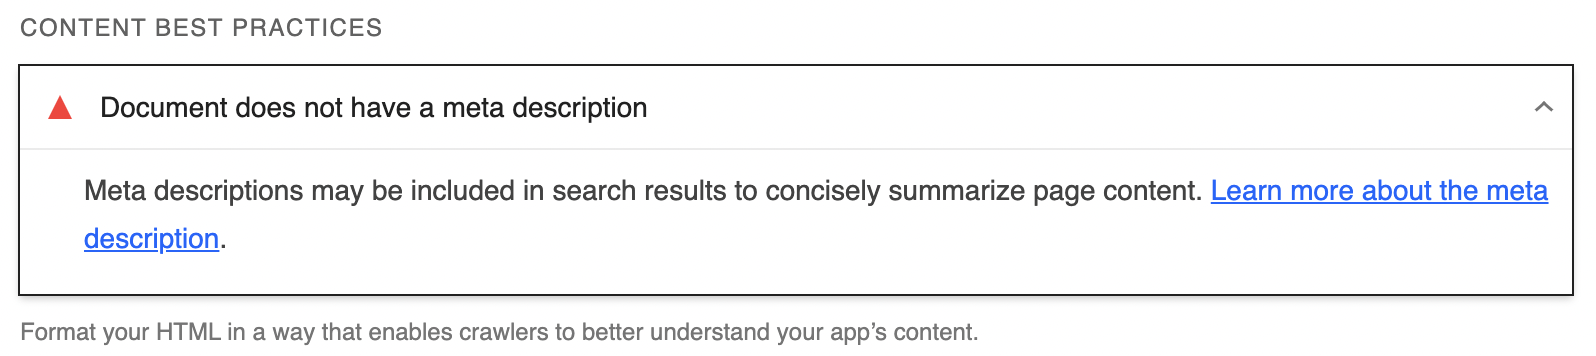 CONTENT BEST PRACTICES
Document does not have a meta description
Meta descriptions may be included in search results to concisely summarize page content. Learn more about the meta
description.
Format your HTML in a way that enables crawlers to better understand your app’s content.